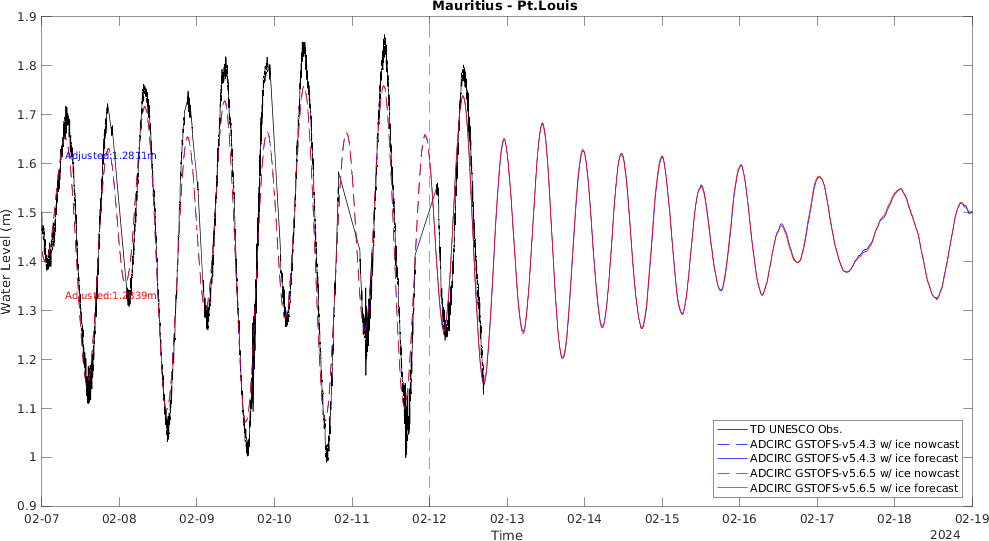 Mauritius - Pt.Louis
1.9
1.8
1.7
1.6
1.5
1.4
1.3
1.2
1.1
1
0.9
Water Level (m)
Adjusted:1.2811m
TD UNESCO Obs.
ADCIRC GSTOFS-v5.4.3 w/ ice nowcast
ADCIRC GSTOFS-v5.4.3 w/ ice forecast
ADCIRC GSTOFS-v5.6.5 w/ ice nowcast
ADCIRC GSTOFS-v5.6.5 w/ ice forecast
02-07 02-08 02-09 02-10 02-11 02-12 02-13 02-14 02-15 02-16 02-17 02-18 02-19
Time
2024